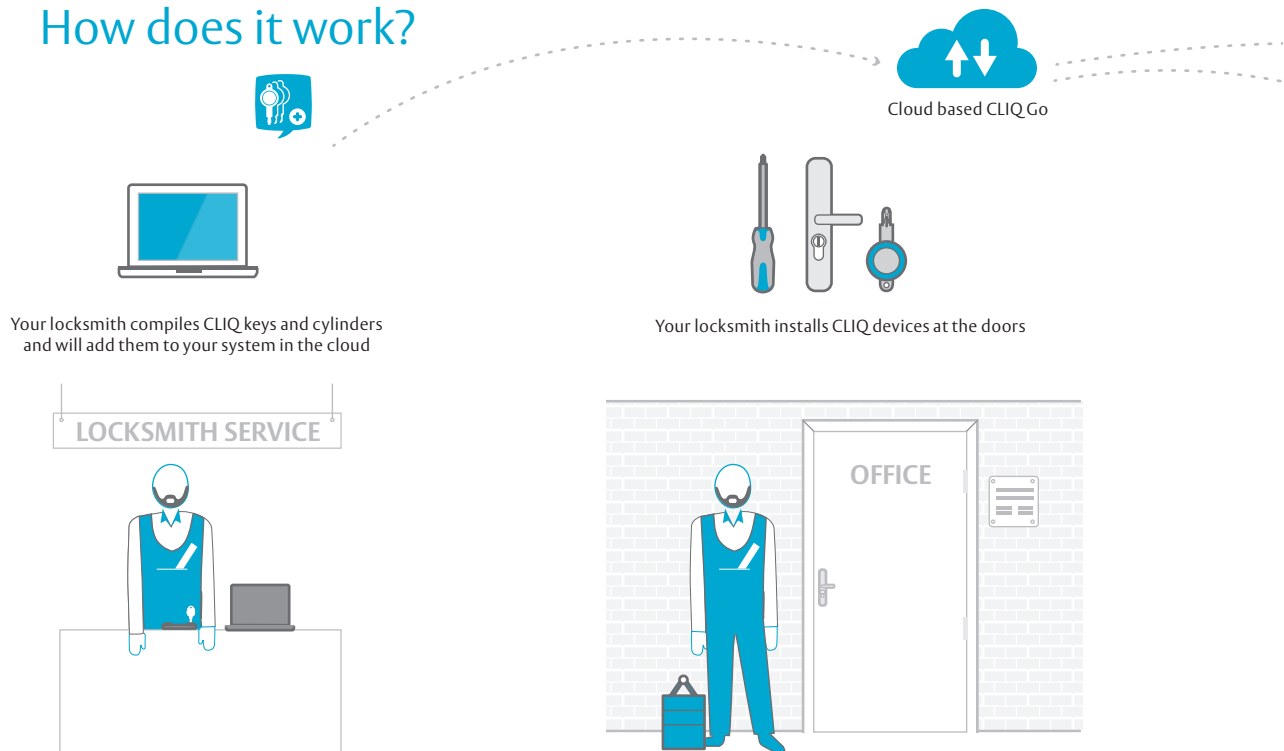 How does it work?
Cloud based CLIQ Go
Your locksmith compiles CLIQ keys and cylinders
and will add them to your system in the cloud
Your locksmith installs CLIQ devices at the doors
LOCKSMITH SERVICE
OFFICE